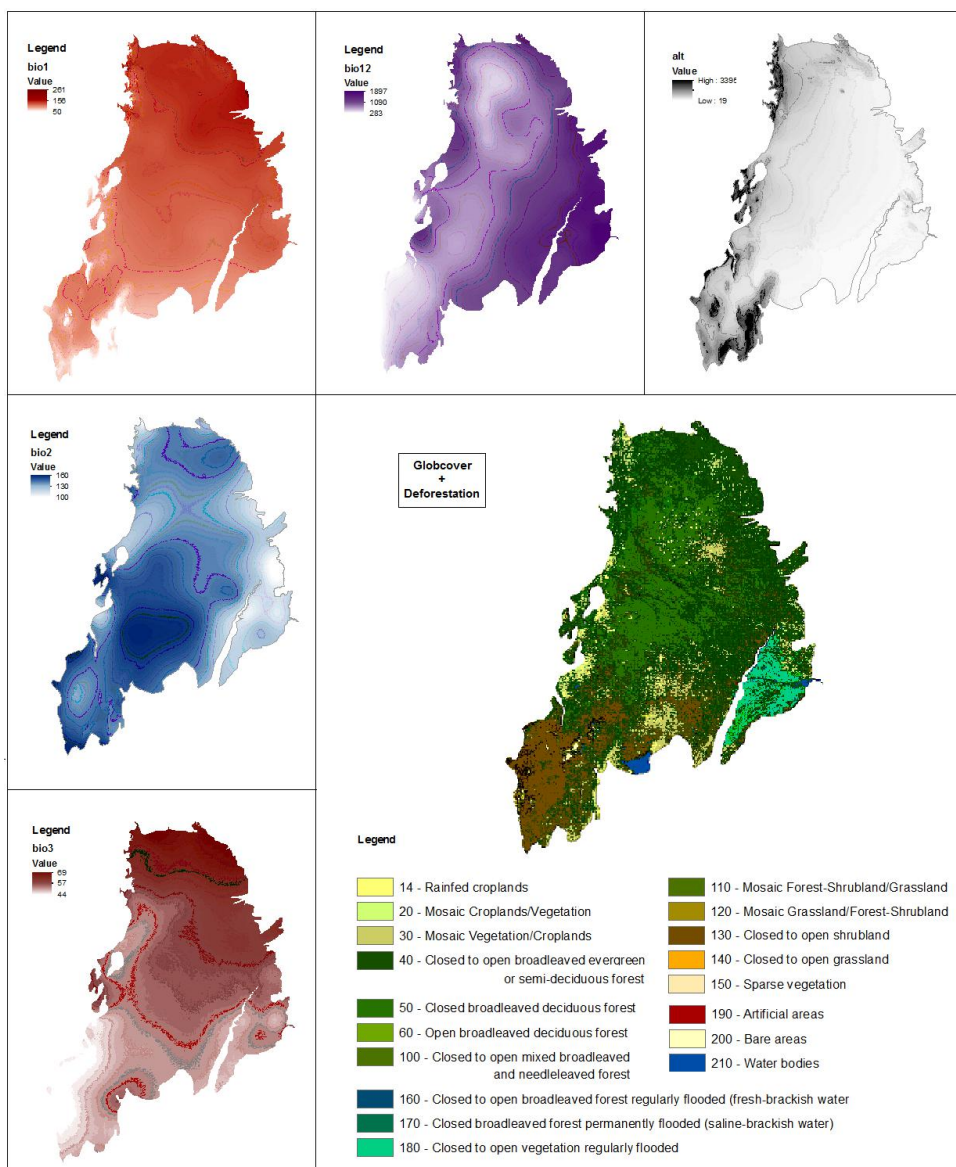 Legend
bio1
Value
261
156
50
Legend
bio12
Value
1897
1090
283
alt
Value
High : 3395
Low : 19
Legend
bio2
Value
160
130
100
Globcover
+
Deforestation
Legend
bio3
Value
69
57
44
Legend
14 - Rainfed croplands
20 - Mosaic Croplands/Vegetation
30 - Mosaic Vegetation/Croplands
40 - Closed to open broadleaved evergreen
or semi-deciduous forest
50 - Closed broadleaved deciduous forest
60 - Open broadleaved deciduous forest
100 - Closed to open mixed broadleaved
and needleleaved forest
160 - Closed to open broadleaved forest regularly flooded (fresh-brackish water
170 - Closed broadleaved forest permanently flooded (saline-brackish water)
180 - Closed to open vegetation regularly flooded
110 - Mosaic Forest-Shrubland/Grassland
120 - Mosaic Grassland/Forest-Shrubland
130 - Closed to open shrubland
140 - Closed to open grassland
150 - Sparse vegetation
190 - Artificial areas
200 - Bare areas
210 - Water bodies